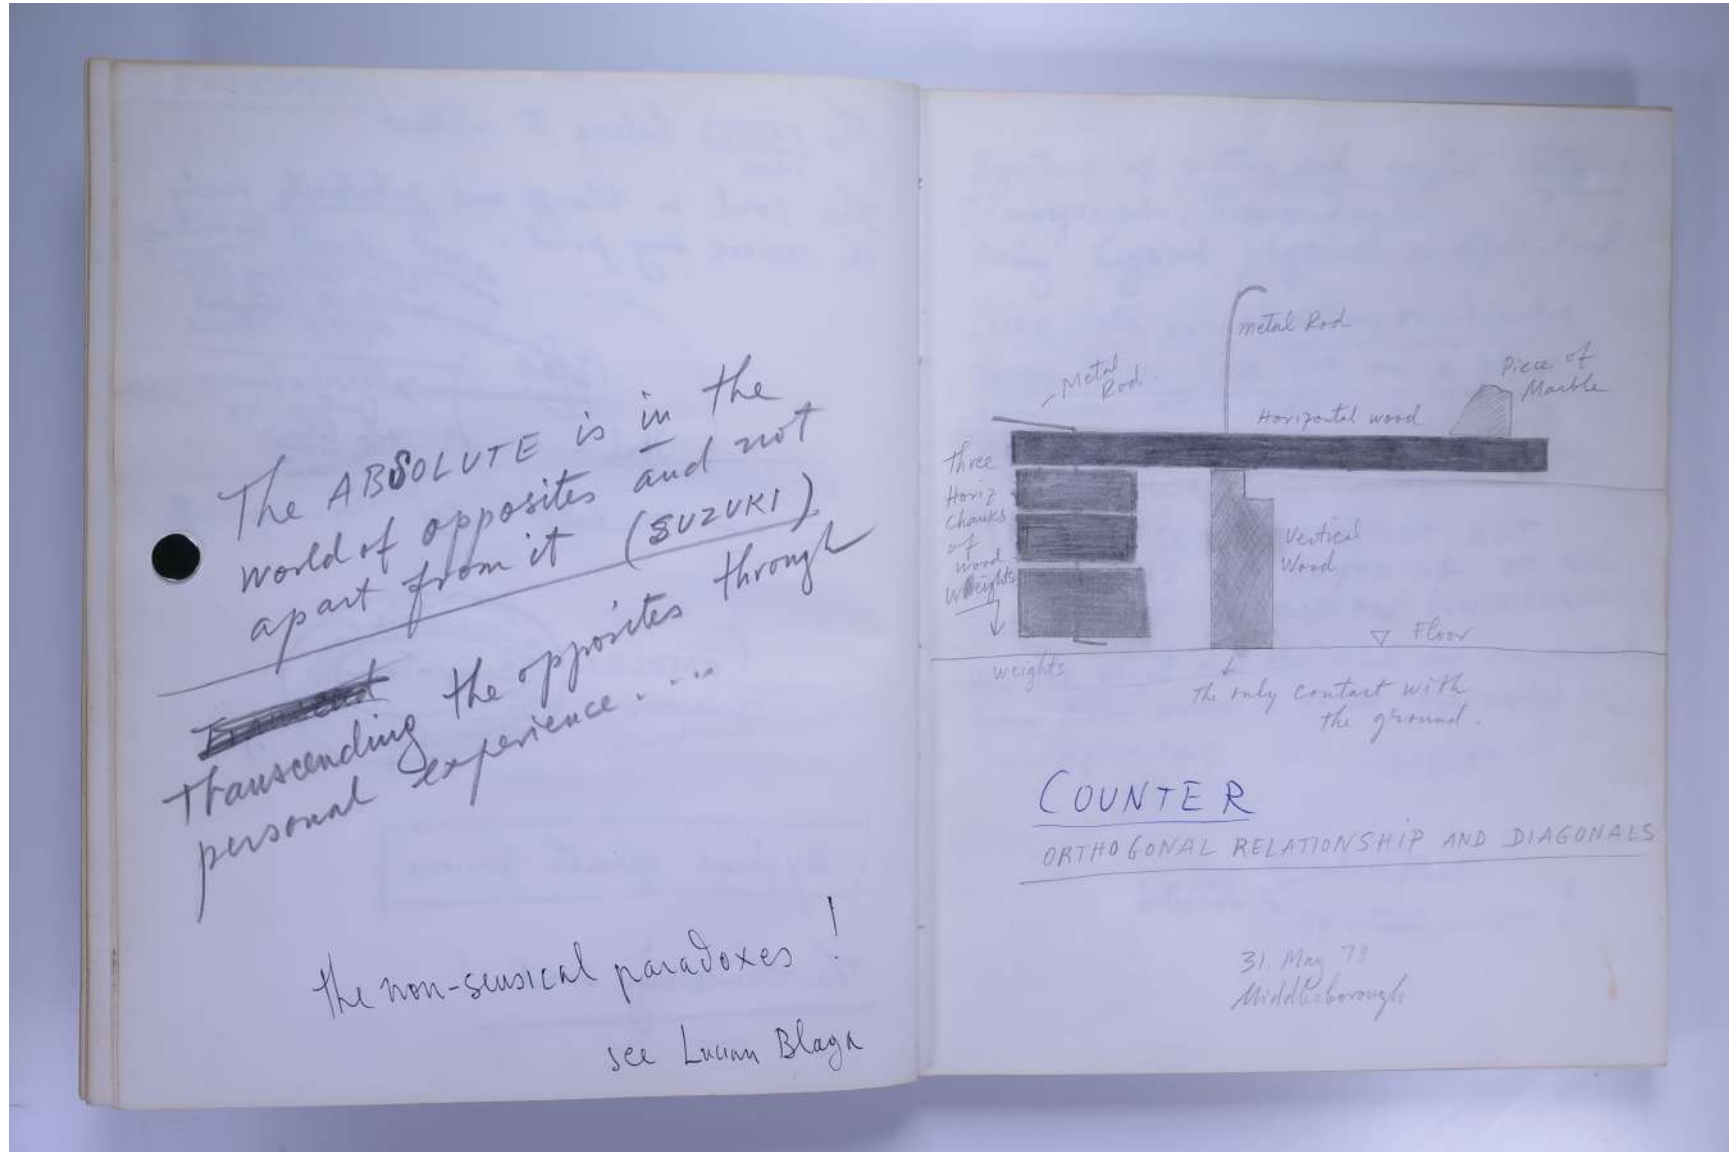 The ABSOLUTE is in the
world of opposites and not
apart from it (SUZUKI)
Transcending the opposites through
personal experience....
the non-sensical paradoxes!
see Lucian Blaga
metal Rod
Metal
Rod
Piece of
Marble
Horizontal wood
Three
Horiz
Chunks
of
wood
Weights
Vertical
Wood
Floor
weights
The only contact with
the ground.
COUNTER
ORTHOGONAL RELATIONSHIP AND DIAGONALS
31. May 79
Middlesborough